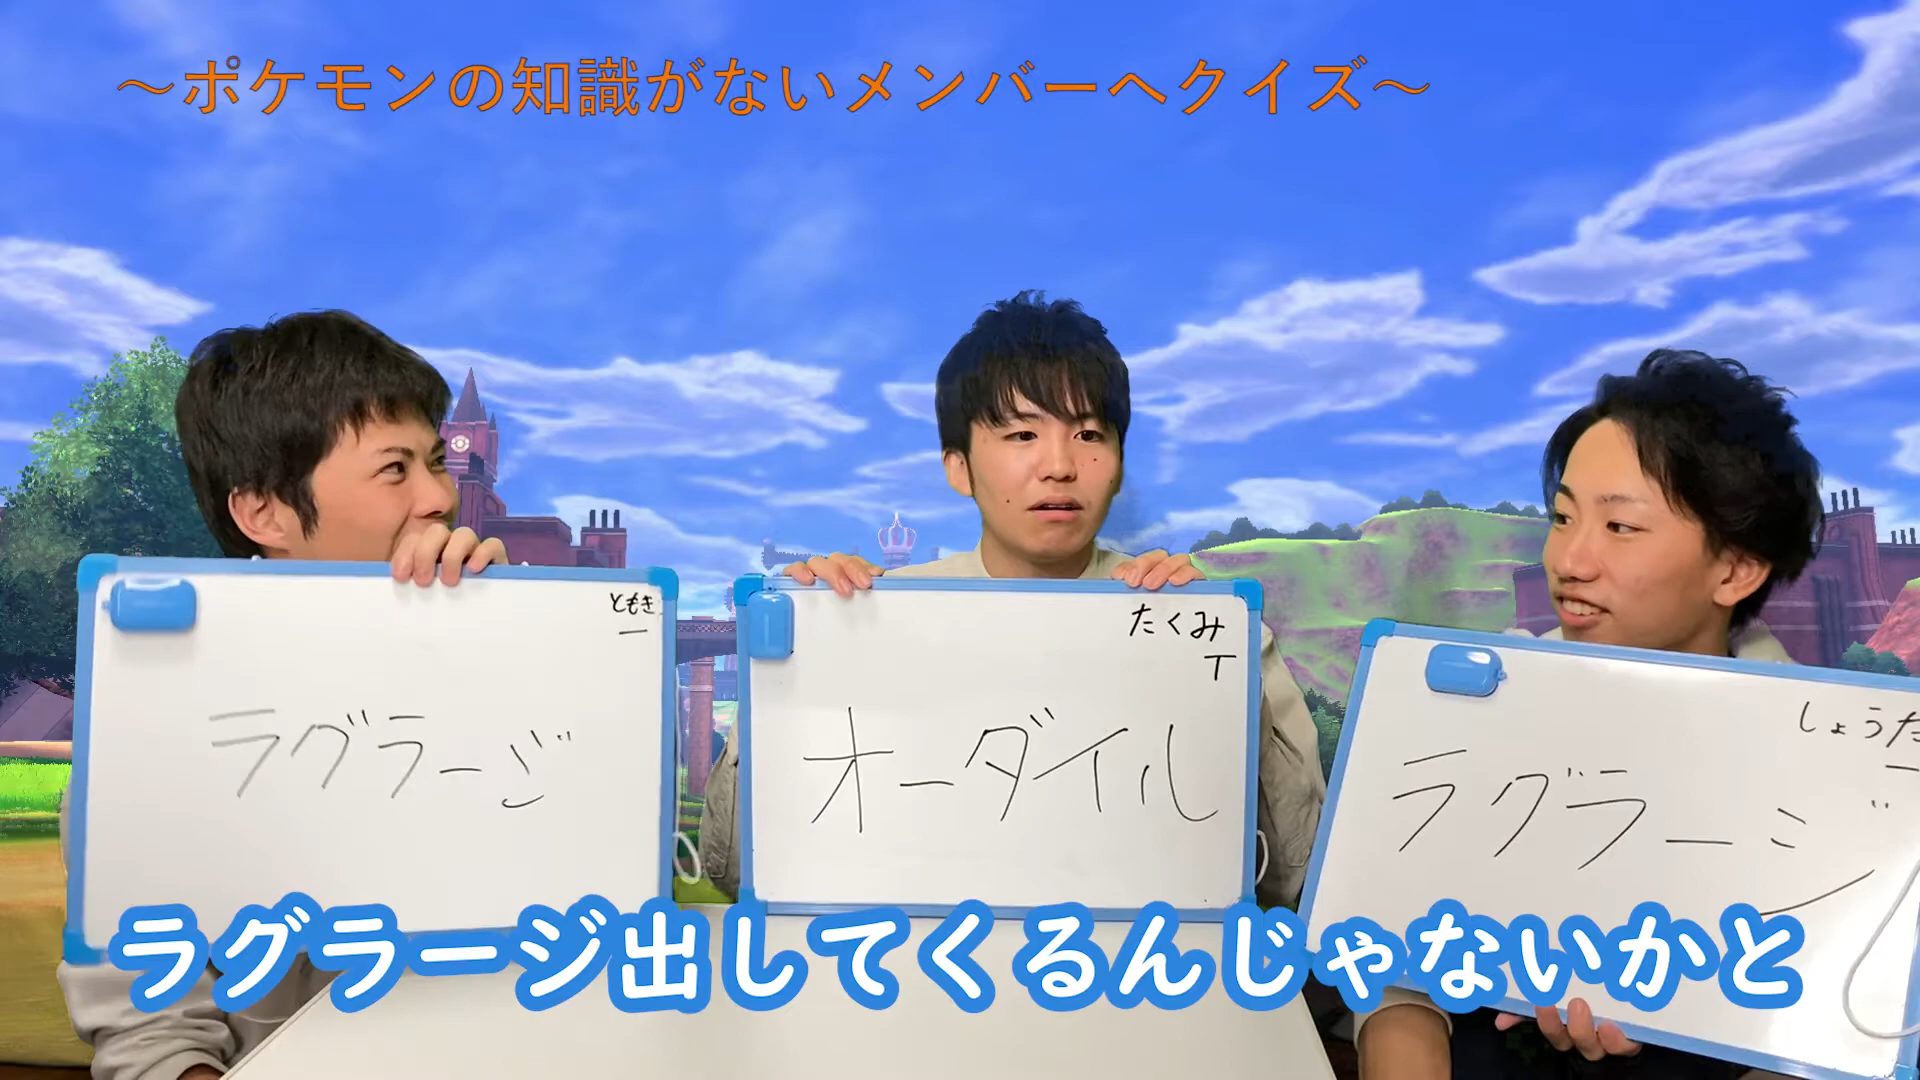 ～ポケモンの知識がないメンバーへクイズ～
ともき
ー
ラグラージ
たくみ
T
オーダイル
しょうた
ー
ラグラージ
ラグラージ出してくるんじゃないかと